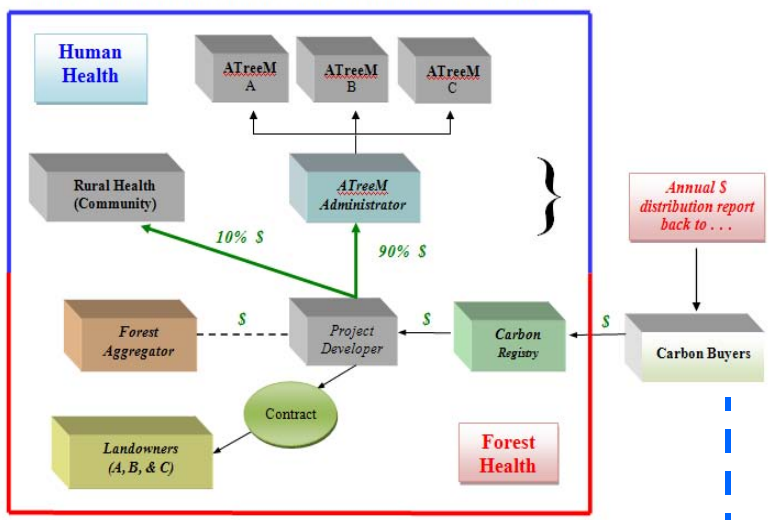 Human
Health
ATreeM
A
ATreeM
B
ATreeM
C
Rural Health
(Community)
ATreeM
Administrator
}
Annual $
distribution report
back to . . .
10% $
90% $
Forest
Aggregator
$
Project
Developer
$
Carbon
Registry
$
Carbon Buyers
Contract
Landowners
(A, B, & C)
Forest
Health